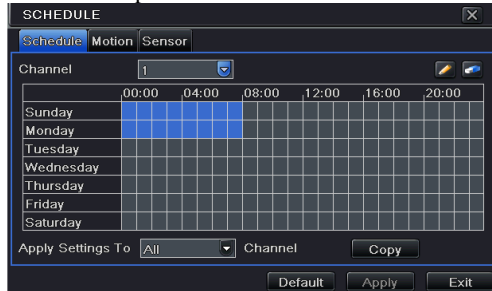 SCHEDULE
Schedule Motion Sensor
Channel 1
00:00 04:00 08:00 12:00 16:00 20:00
Sunday
Monday
Tuesday
Wednesday
Thursday
Friday
Saturday
Apply Settings To All Channel Copy
Default Apply Exit